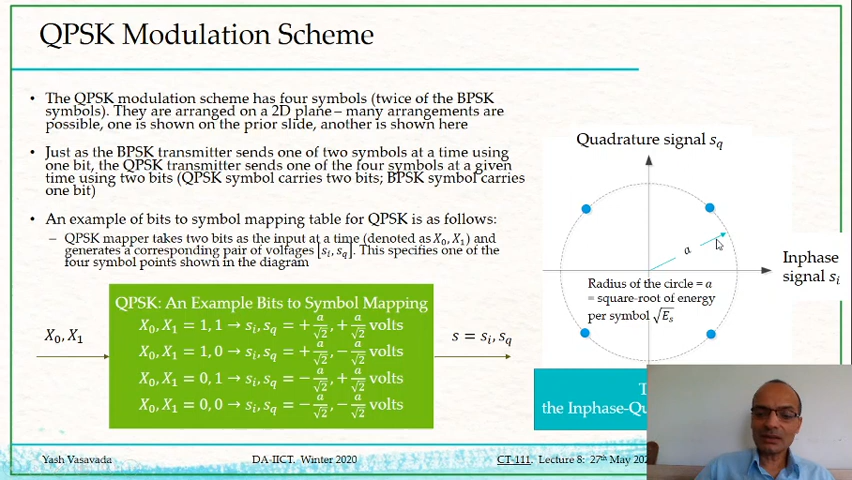 QPSK Modulation Scheme
• The QPSK modulation scheme has four symbols (twice of the BPSK
symbols). They are arranged on a 2D plane – many arrangements are
possible, one is shown on the prior slide, another is shown here
• Just as the BPSK transmitter sends one of two symbols at a time using
one bit, the QPSK transmitter sends one of the four symbols at a given
time using two bits (QPSK symbol carries two bits; BPSK symbol carries
one bit)
• An example of bits to symbol mapping table for QPSK is as follows:
– QPSK mapper takes two bits as the input at a time (denoted as X₀, X₁) and
generates a corresponding pair of voltages [sᵢ, s_q]. This specifies one of the
four symbol points shown in the diagram
X₀, X₁
QPSK: An Example Bits to Symbol Mapping
X₀, X₁ = 1, 1 → sᵢ, s_q = + a/√2, + a/√2 volts
X₀, X₁ = 1, 0 → sᵢ, s_q = + a/√2, − a/√2 volts
X₀, X₁ = 0, 1 → sᵢ, s_q = − a/√2, + a/√2 volts
X₀, X₁ = 0, 0 → sᵢ, s_q = − a/√2, − a/√2 volts
s = sᵢ, s_q
Quadrature signal s_q
a
Inphase
signal sᵢ
Radius of the circle = a
= square-root of energy
per symbol √Eₛ
the Inphase-Qu
Yash Vasavada
DA-IICT. Winter 2020
CT-111. Lecture 8: 27th May 202